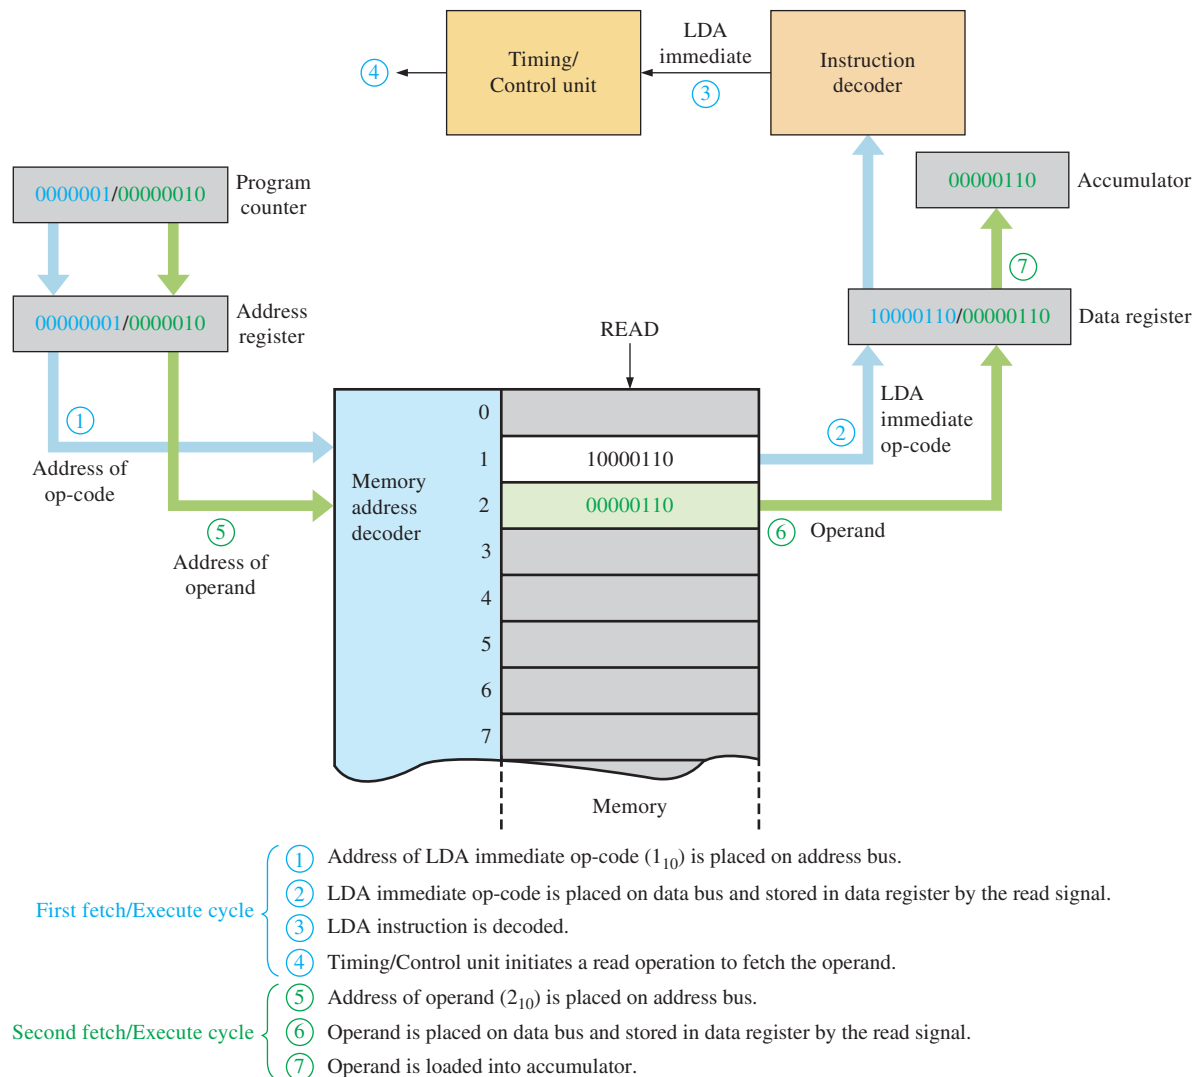 LDA
immediate
③
④
Timing/
Control unit
Instruction
decoder
0000001/00000010
Program
counter
00000110
Accumulator
⑦
00000001/0000010
Address
register
10000110/00000110
Data register
READ
①
Address of
op-code
②
LDA
immediate
op-code
⑤
Address of
operand
⑥
Operand
Memory
address
decoder
0
1 10000110
2 00000110
3
4
5
6
7
Memory
First fetch/Execute cycle
① Address of LDA immediate op-code (1₁₀) is placed on address bus.
② LDA immediate op-code is placed on data bus and stored in data register by the read signal.
③ LDA instruction is decoded.
④ Timing/Control unit initiates a read operation to fetch the operand.
Second fetch/Execute cycle
⑤ Address of operand (2₁₀) is placed on address bus.
⑥ Operand is placed on data bus and stored in data register by the read signal.
⑦ Operand is loaded into accumulator.